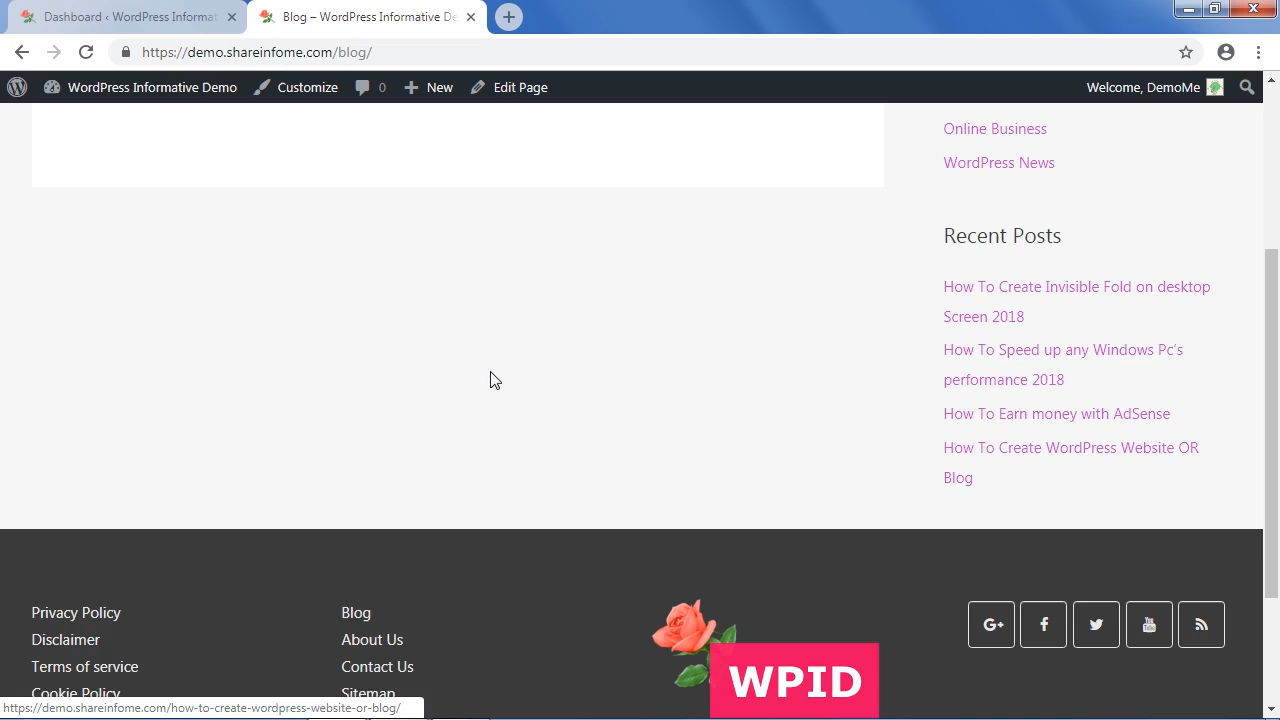 Dashboard ‹ WordPress Informat
Blog – WordPress Informative De
https://demo.shareinfome.com/blog/
WordPress Informative Demo
Customize
0
New
Edit Page
Welcome, DemoMe
Online Business
WordPress News
Recent Posts
How To Create Invisible Fold on desktop
Screen 2018
How To Speed up any Windows Pc's
performance 2018
How To Earn money with AdSense
How To Create WordPress Website OR
Blog
Privacy Policy
Disclaimer
Terms of service
Cookie Policy
Blog
About Us
Contact Us
Sitemap
WPID
G+
https://demo.shareinfome.com/how-to-create-wordpress-website-or-blog/